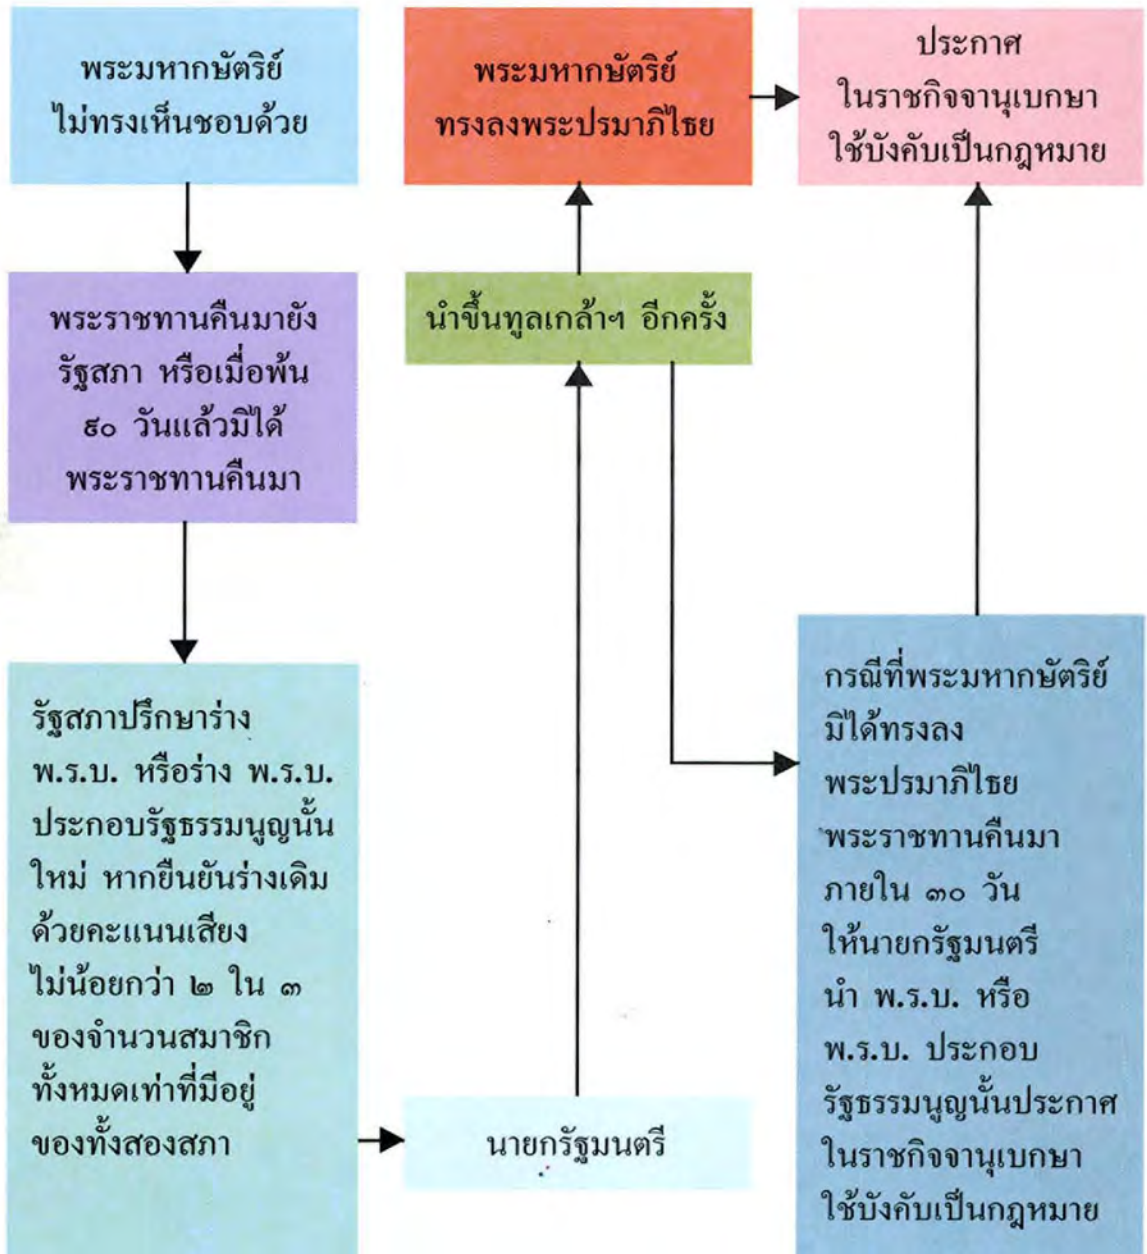 พระมหากษัตริย์
ไม่ทรงเห็นชอบด้วย
พระราชทานคืนมายัง
รัฐสภา หรือเมื่อพ้น
๙๐ วันแล้วมิได้
พระราชทานคืนมา
รัฐสภาปรึกษาร่าง
พ.ร.บ. หรือร่าง พ.ร.บ.
ประกอบรัฐธรรมนูญนั้น
ใหม่ หากยืนยันร่างเดิม
ด้วยคะแนนเสียง
ไม่น้อยกว่า ๒ ใน ๓
ของจำนวนสมาชิก
ทั้งหมดเท่าที่มีอยู่
ของทั้งสองสภา
นายกรัฐมนตรี
นำขึ้นทูลเกล้าฯ อีกครั้ง
พระมหากษัตริย์
ทรงลงพระปรมาภิไธย
ประกาศ
ในราชกิจจานุเบกษา
ใช้บังคับเป็นกฎหมาย
กรณีที่พระมหากษัตริย์
มิได้ทรงลง
พระปรมาภิไธย
พระราชทานคืนมา
ภายใน ๓๐ วัน
ให้นายกรัฐมนตรี
นำ พ.ร.บ. หรือ
พ.ร.บ. ประกอบ
รัฐธรรมนูญนั้นประกาศ
ในราชกิจจานุเบกษา
ใช้บังคับเป็นกฎหมาย